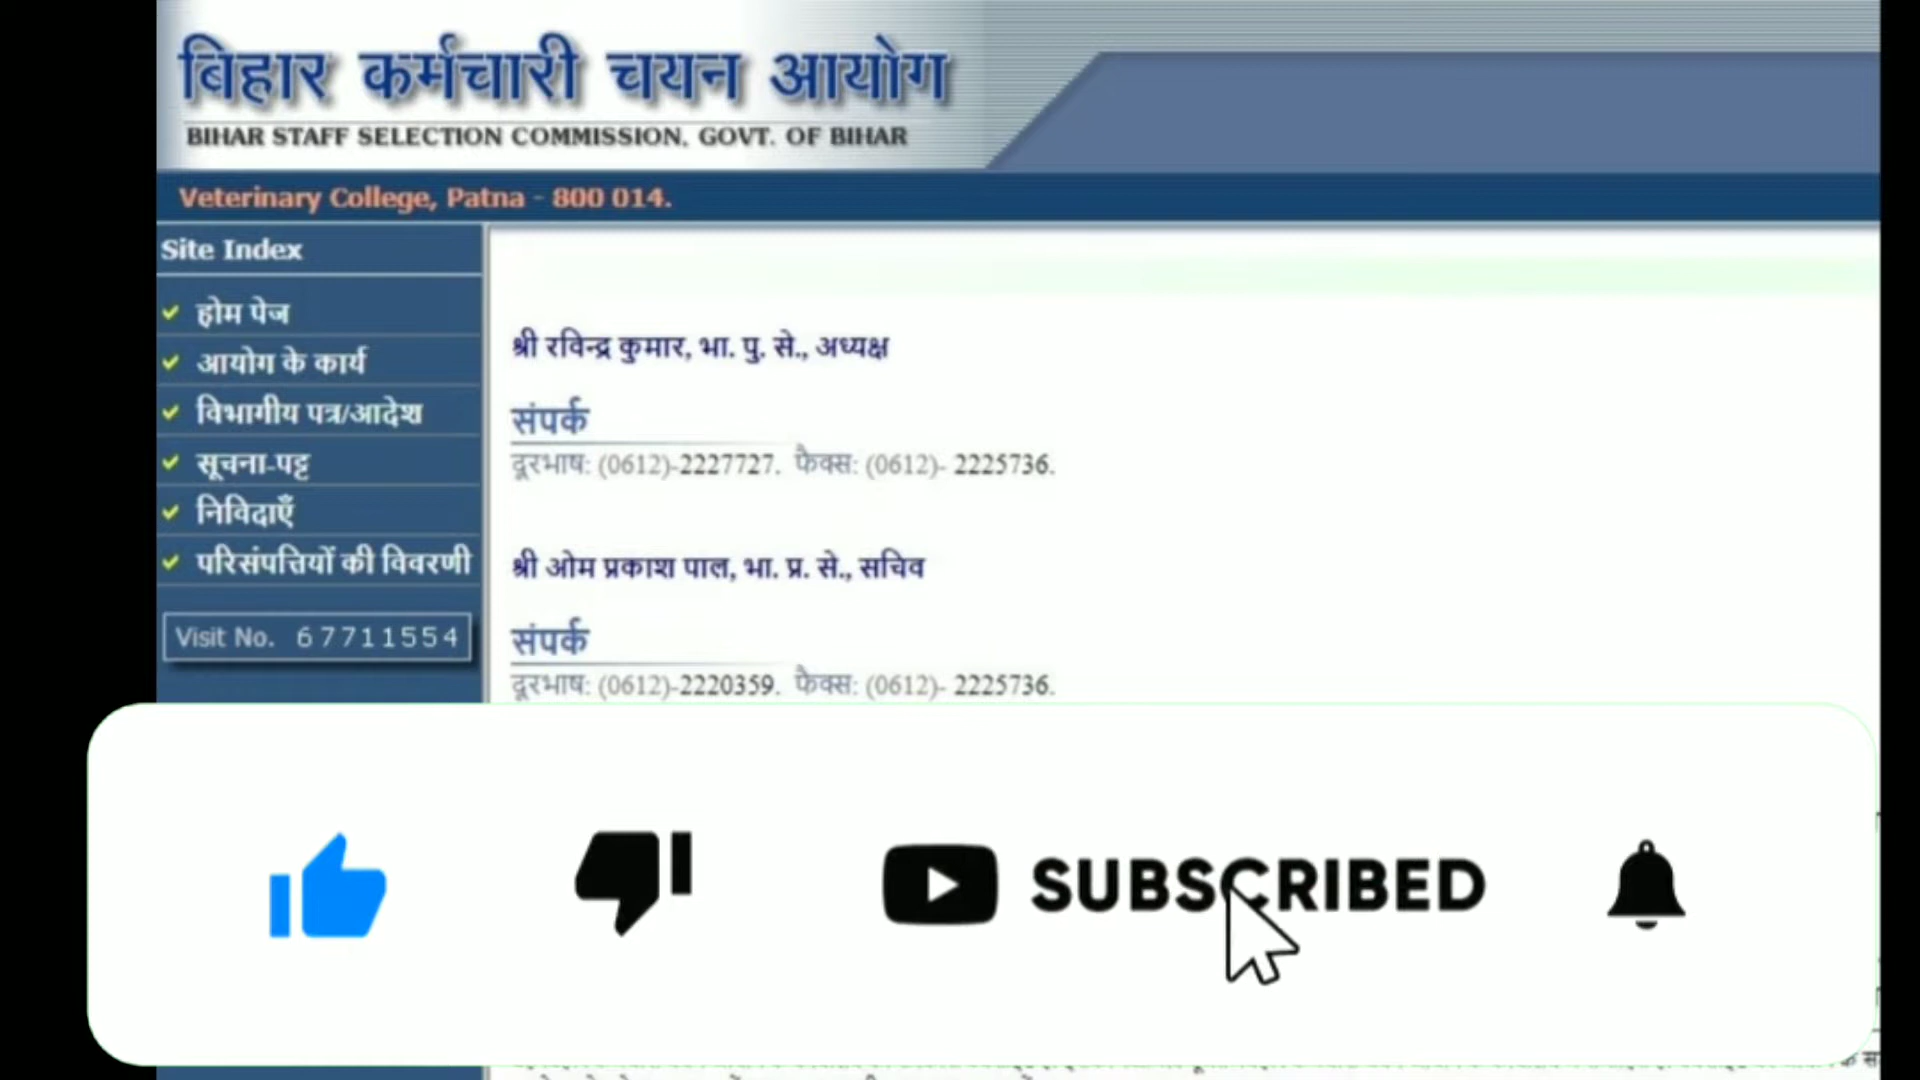 बिहार कर्मचारी चयन आयोग
BIHAR STAFF SELECTION COMMISSION, GOVT. OF BIHAR
Veterinary College, Patna - 800 014.
Site Index
होम पेज
आयोग के कार्य
विभागीय पत्र/आदेश
सूचना-पट्ट
निविदाएँ
परिसंपत्तियों की विवरणी
Visit No. 67711554
श्री रविन्द्र कुमार, भा. पु. से., अध्यक्ष
संपर्क
दूरभाष: (0612)-2227727. फैक्स: (0612)- 2225736.
श्री ओम प्रकाश पाल, भा. प्र. से., सचिव
संपर्क
दूरभाष: (0612)-2220359. फैक्स: (0612)- 2225736.
SUBSCRIBED